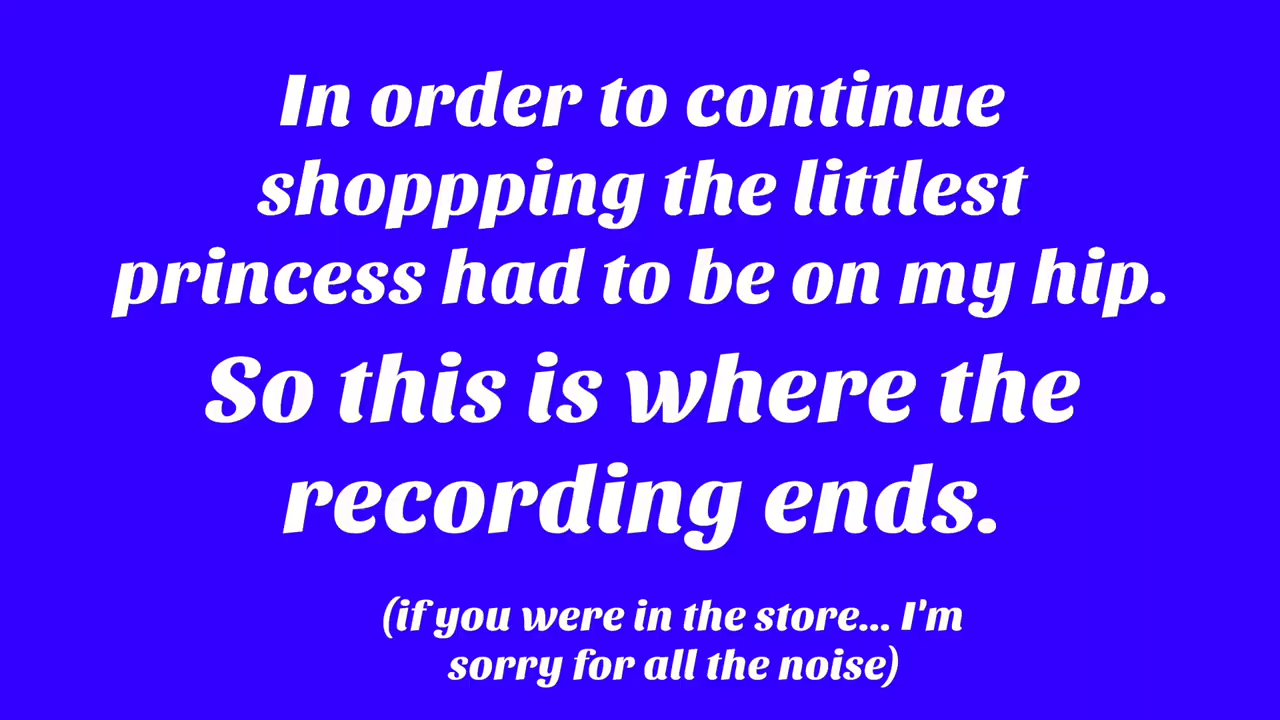 In order to continue
shoppping the littlest
princess had to be on my hip.
So this is where the
recording ends.
(if you were in the store... I'm
sorry for all the noise)